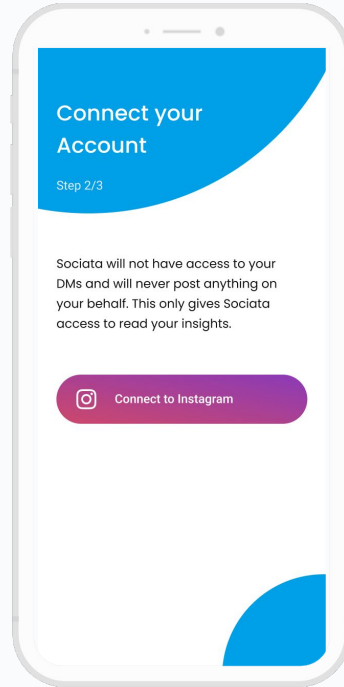 Connect your
Account
Step 2/3
Sociata will not have access to your
DMs and will never post anything on
your behalf. This only gives Sociata
access to read your insights.
Connect to Instagram